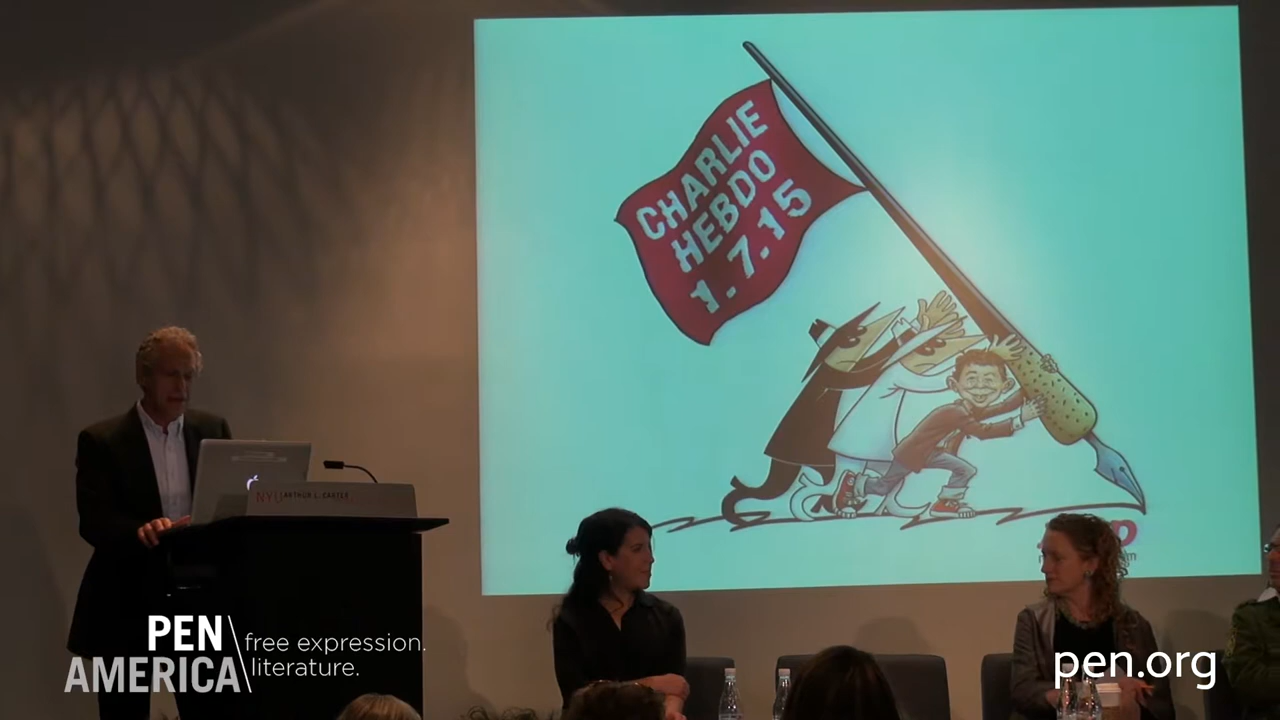 CHARLIE
HEBDO
1.7.15
NYU ARTHUR L. CARTER
PEN
AMERICA
free expression.
literature.
pen.org